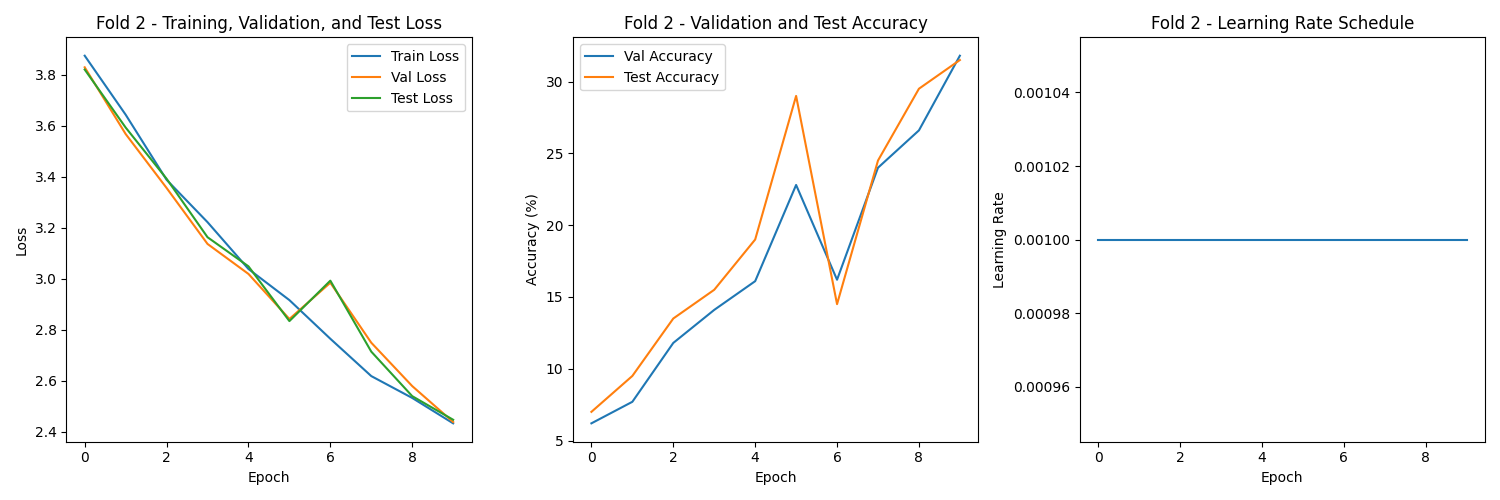 Fold 2 - Training, Validation, and Test Loss
Train Loss
Val Loss
Test Loss
3.8
3.6
3.4
3.2
3.0
2.8
2.6
2.4
Loss
0 2 4 6 8
Epoch
Fold 2 - Validation and Test Accuracy
Val Accuracy
Test Accuracy
30
25
20
15
10
5
Accuracy (%)
0 2 4 6 8
Epoch
Fold 2 - Learning Rate Schedule
0.00104
0.00102
0.00100
0.00098
0.00096
Learning Rate
0 2 4 6 8
Epoch